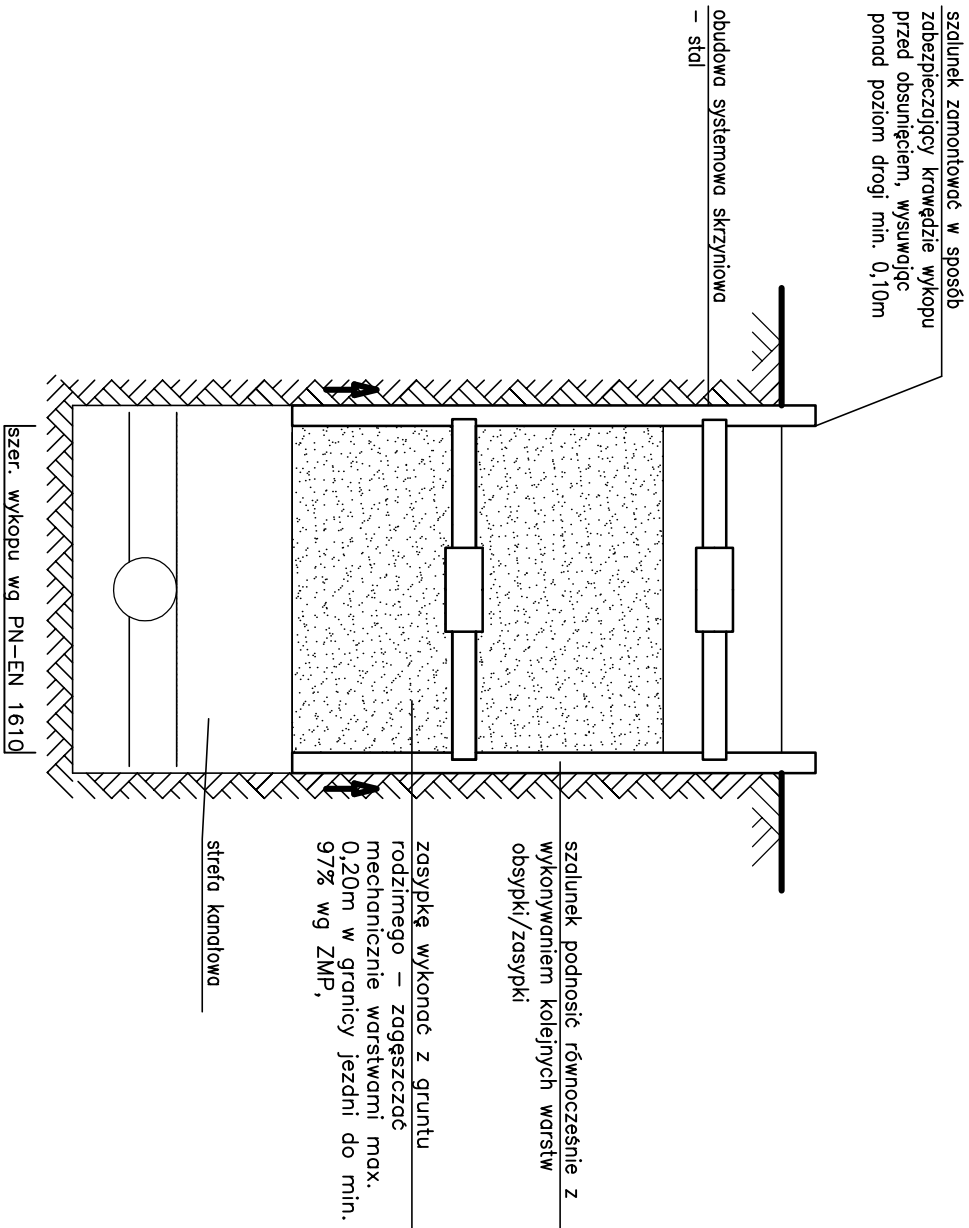 szalunek zamontować w sposób
zabezpieczający krawędzie wykopu
przed obsunięciem, wysuwając
ponad poziom drogi min. 0,10m
obudowa systemowa skrzyniowa
– stal
szalunek podnosić równocześnie z
wykonywaniem kolejnych warstw
obsypki/zasypki
zasypkę wykonać z gruntu
rodzimego – zagęszczać
mechanicznie warstwami max.
0,20m w granicy jezdni do min.
97% wg ZMP,
strefa kanałowa
szer. wykopu wg PN–EN 1610